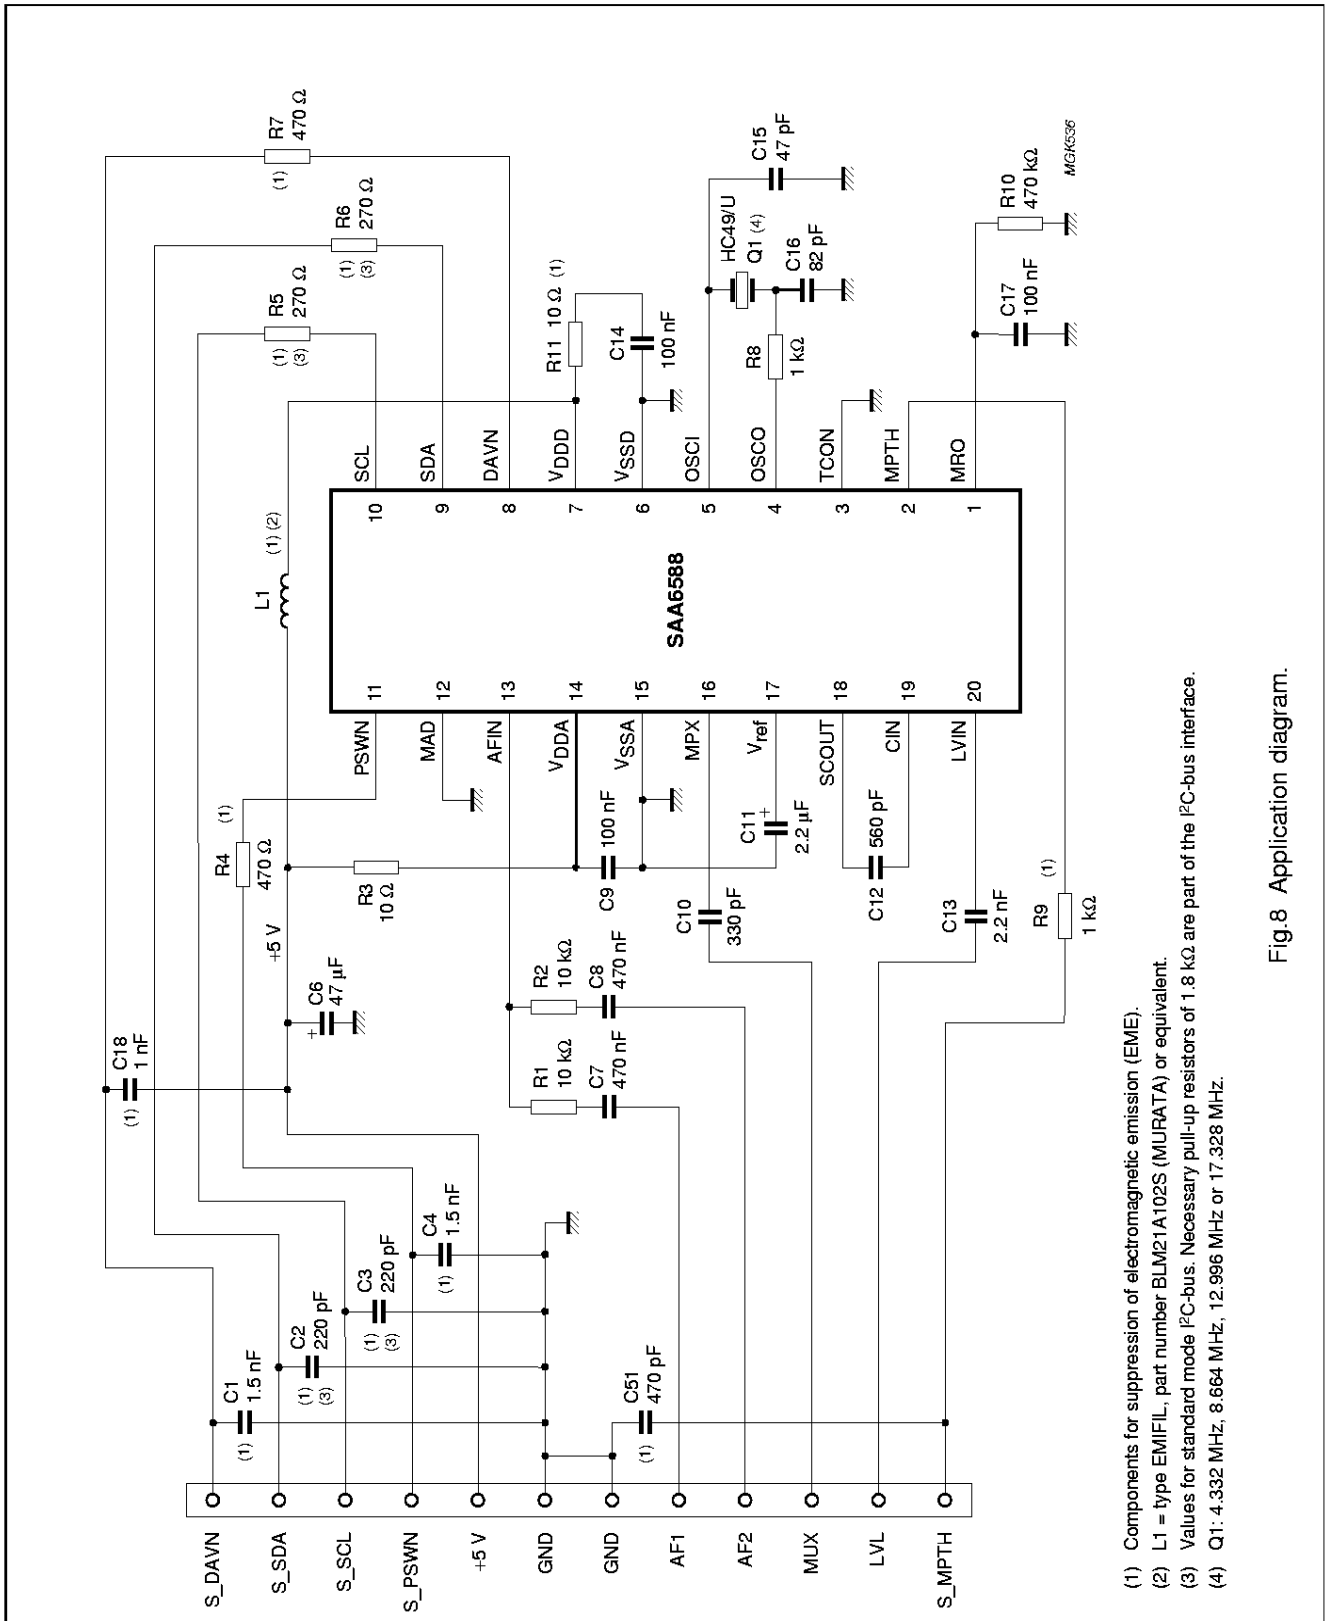 R7
470 Ω
(1)
R6
270 Ω
(1)
(3)
R5
270 Ω
(1)
(3)
L1
(1) (2)
C18
1 nF
(1)
R4
470 Ω
(1)
+5 V
C6
47 μF
+
R3
10 Ω
R11
10 Ω (1)
C14
100 nF
C15
47 pF
HC49/U
Q1 (4)
C16
82 pF
R8
1 kΩ
C17
100 nF
R10
470 kΩ
MGK536
SCL
SDA
DAVN
VDDD
VSSD
OSCI
OSCO
TCON
MPTH
MRO
10
9
8
7
6
5
4
3
2
1
SAA6588
11
12
13
14
15
16
17
18
19
20
PSWN
MAD
AFIN
VDDA
VSSA
MPX
Vref
SCOUT
CIN
LVIN
C9
100 nF
C11
+
2.2 μF
C10
330 pF
C12
560 pF
C13
2.2 nF
R9
1 kΩ
(1)
R2
10 kΩ
C8
470 nF
R1
10 kΩ
C7
470 nF
C4
1.5 nF
(1)
C3
220 pF
(1)
(3)
C2
220 pF
(1)
(3)
C1
1.5 nF
(1)
C51
470 pF
(1)
S_DAVN
S_SDA
S_SCL
S_PSWN
+5 V
GND
GND
AF1
AF2
MUX
LVL
S_MPTH
(1) Components for suppression of electromagnetic emission (EME).
(2) L1 = type EMIFIL, part number BLM21A102S (MURATA) or equivalent.
(3) Values for standard mode I²C-bus. Necessary pull-up resistors of 1.8 kΩ are part of the I²C-bus interface.
(4) Q1: 4.332 MHz, 8.664 MHz, 12.996 MHz or 17.328 MHz.
Fig.8 Application diagram.